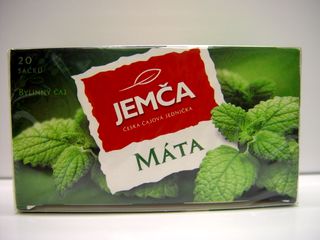 20
SÁČKŮ
BYLINNÝ ČAJ
JEMČA
ČESKÁ ČAJOVÁ JEDNIČKA
MÁTA